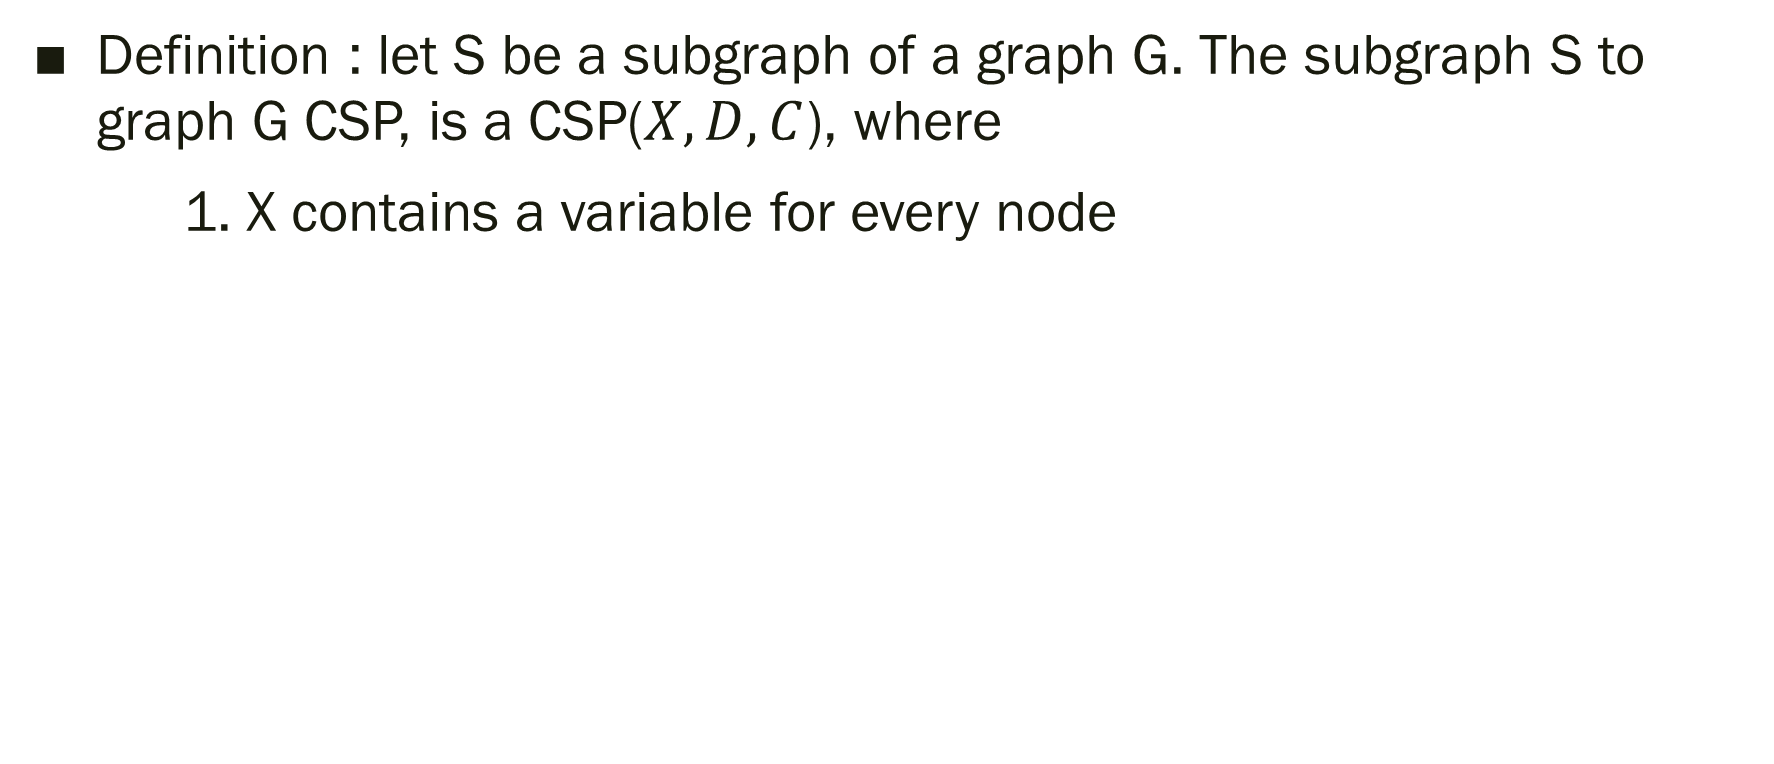 ■ Definition : let S be a subgraph of a graph G. The subgraph S to
graph G CSP, is a CSP(𝑋, 𝐷, 𝐶), where
1. X contains a variable for every node